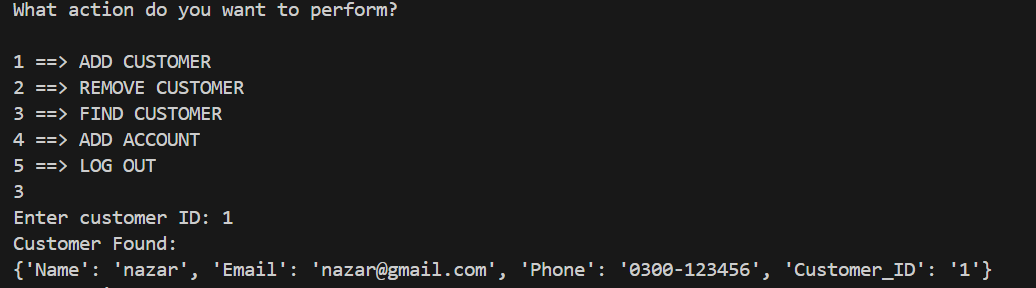 What action do you want to perform?
1 ==> ADD CUSTOMER
2 ==> REMOVE CUSTOMER
3 ==> FIND CUSTOMER
4 ==> ADD ACCOUNT
5 ==> LOG OUT
3
Enter customer ID: 1
Customer Found:
{'Name': 'nazar', 'Email': 'nazar@gmail.com', 'Phone': '0300-123456', 'Customer_ID': '1'}